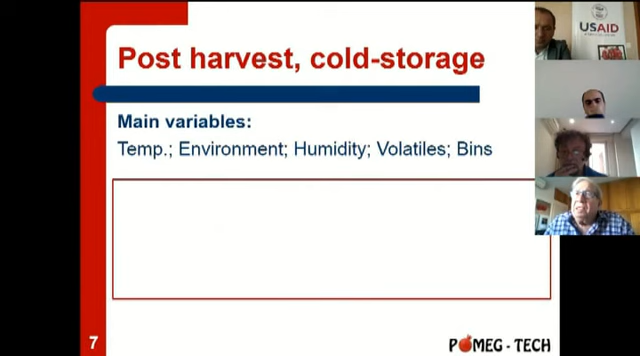 Post harvest, cold-storage
Main variables:
Temp.; Environment; Humidity; Volatiles; Bins
7
POMEG - TECH
USAID